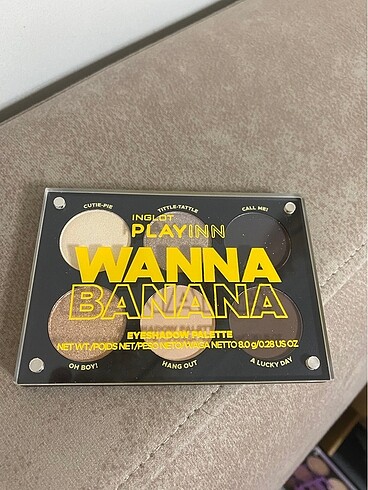 CUTIE-PIE
TITTLE-TATTLE
CALL ME!
INGLOT
PLAYINN
WANNA
BANANA
EYESHADOW PALETTE
NET WT./POIDS NET/PESO NETO/MASA NETTO 8.0 g/0.28 US OZ
OH BOY!
HANG OUT
A LUCKY DAY